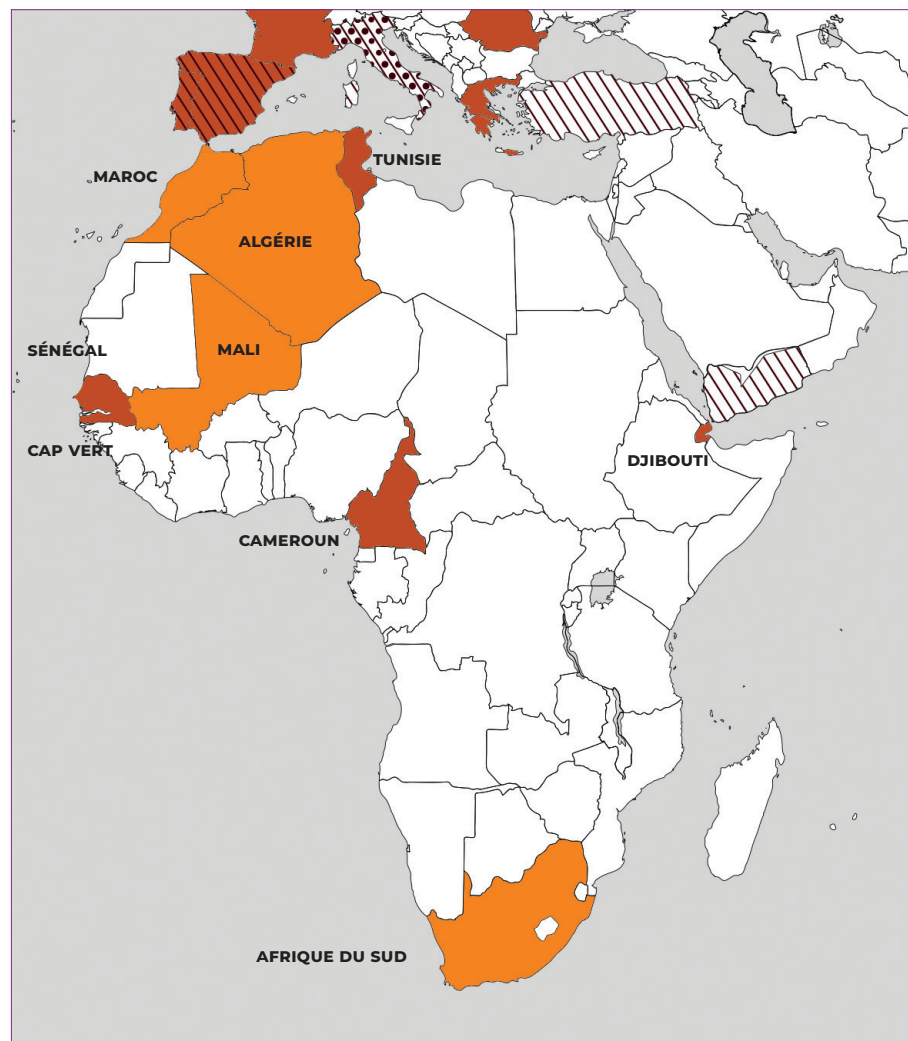 TUNISIE
MAROC
ALGÉRIE
SÉNÉGAL
MALI
CAP VERT
DJIBOUTI
CAMEROUN
AFRIQUE DU SUD